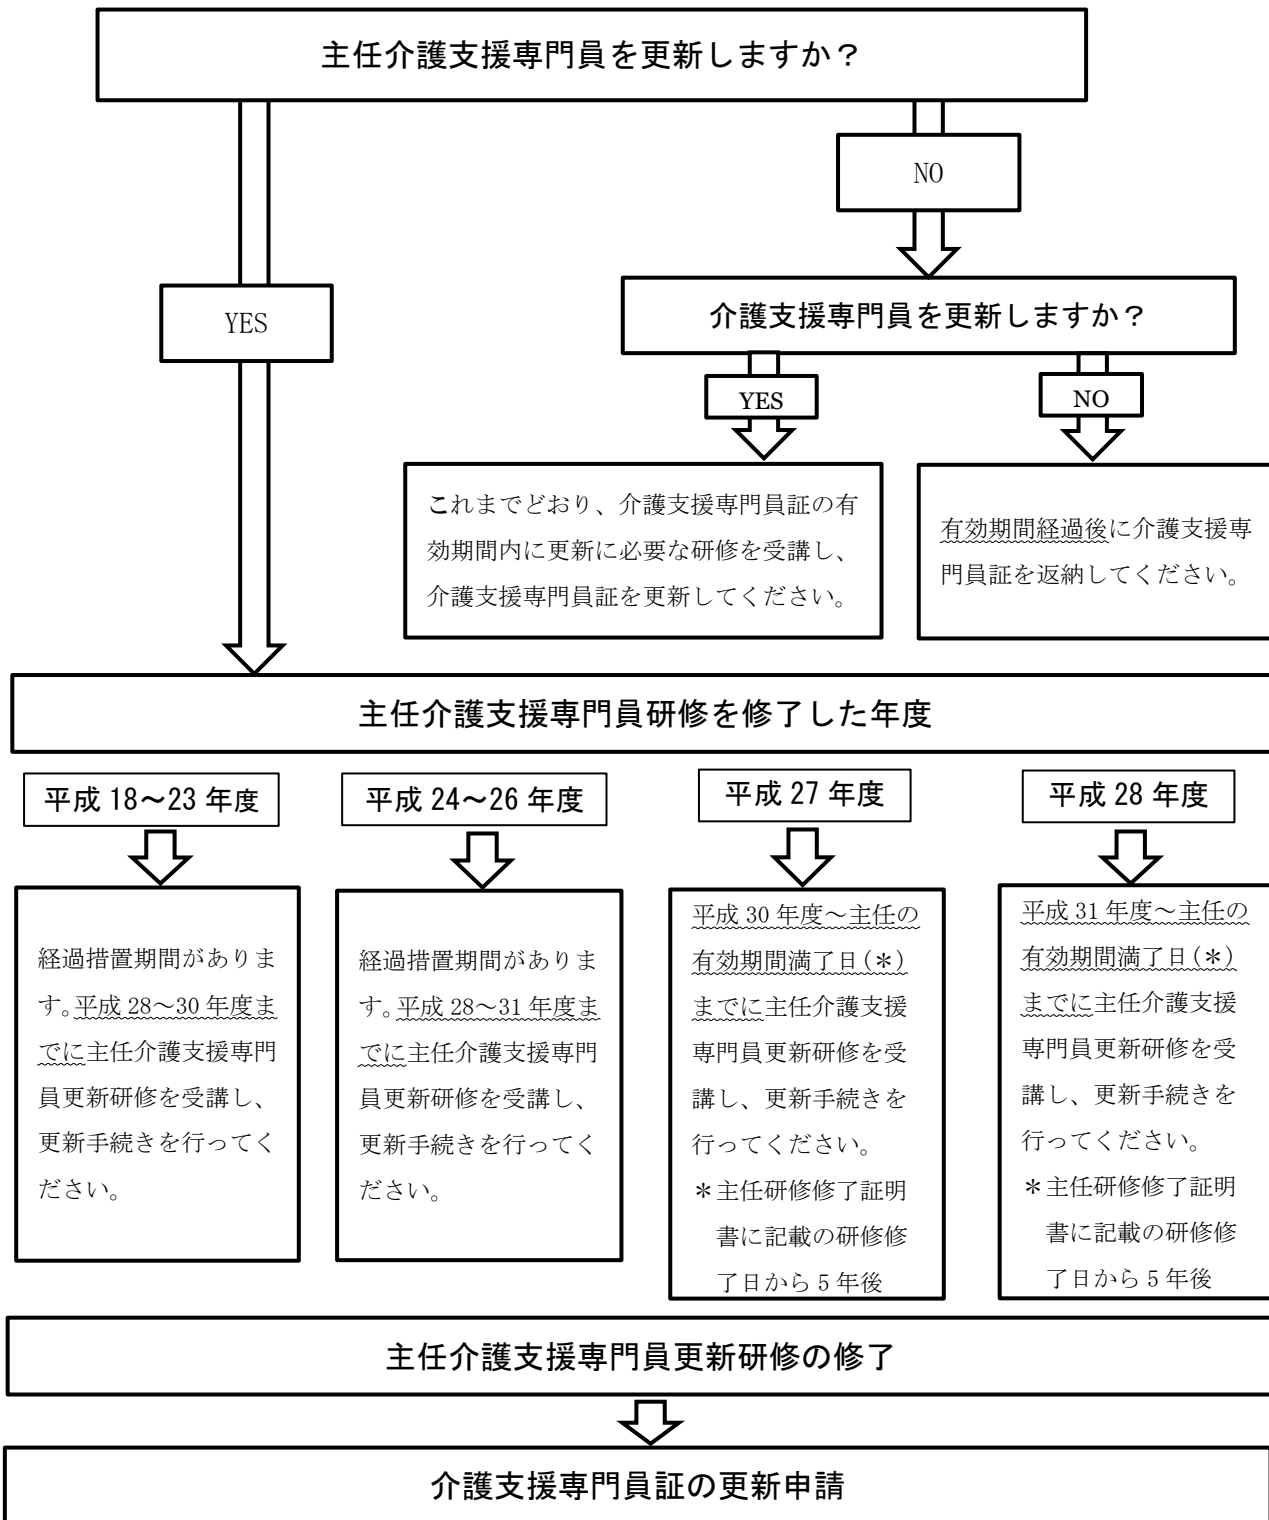 主任介護支援専門員を更新しますか？
NO
YES
介護支援専門員を更新しますか？
YES
NO
これまでどおり、介護支援専門員証の有
効期間内に更新に必要な研修を受講し、
介護支援専門員証を更新してください。
有効期間経過後に介護支援専
門員証を返納してください。
主任介護支援専門員研修を修了した年度
平成 18～23 年度
平成 24～26 年度
平成 27 年度
平成 28 年度
経過措置期間がありま
す。平成 28～30 年度ま
でに主任介護支援専門
員更新研修を受講し、
更新手続きを行ってく
ださい。
経過措置期間がありま
す。平成 28～31 年度ま
でに主任介護支援専門
員更新研修を受講し、
更新手続きを行ってく
ださい。
平成 30 年度～主任の
有効期間満了日(＊)
までに主任介護支援
専門員更新研修を受
講し、更新手続きを
行ってください。
＊主任研修修了証明
書に記載の研修修
了日から 5 年後
平成 31 年度～主任の
有効期間満了日(＊)
までに主任介護支援
専門員更新研修を受
講し、更新手続きを
行ってください。
＊主任研修修了証明
書に記載の研修修
了日から 5 年後
主任介護支援専門員更新研修の修了
介護支援専門員証の更新申請